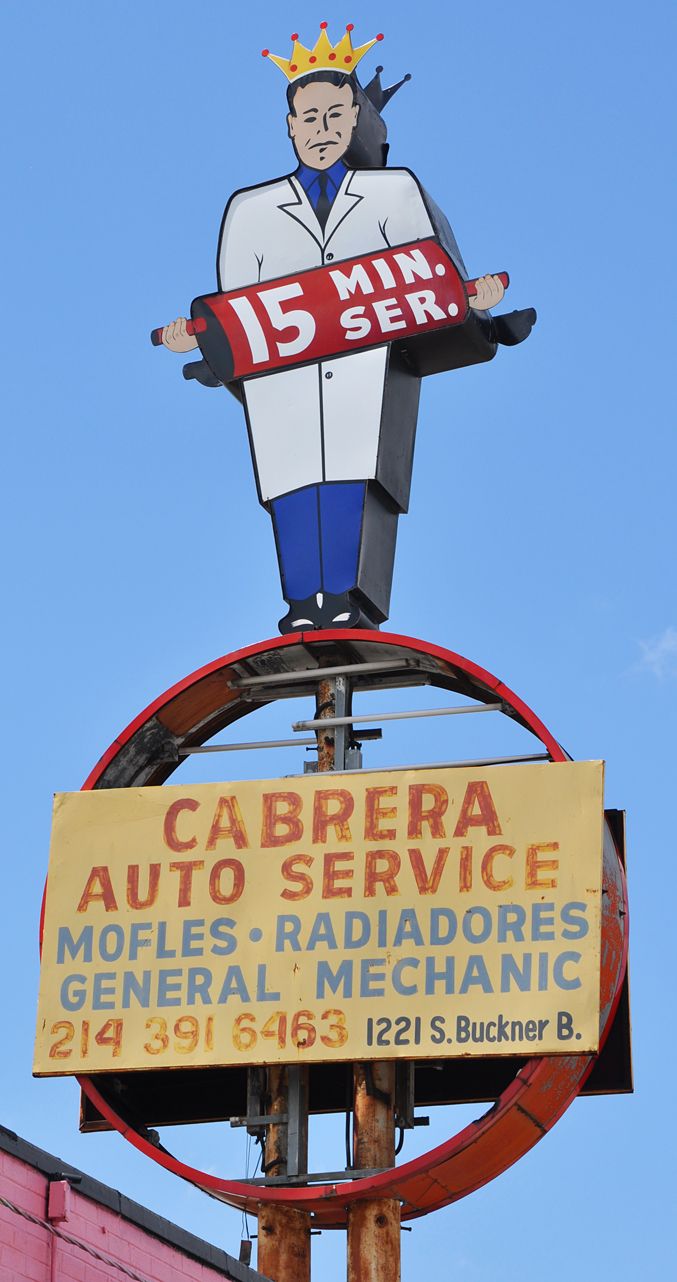 15 MIN.
SER.
CABRERA
AUTO SERVICE
MOFLES • RADIADORES
GENERAL MECHANIC
214 391 6463 1221 S. Buckner B.